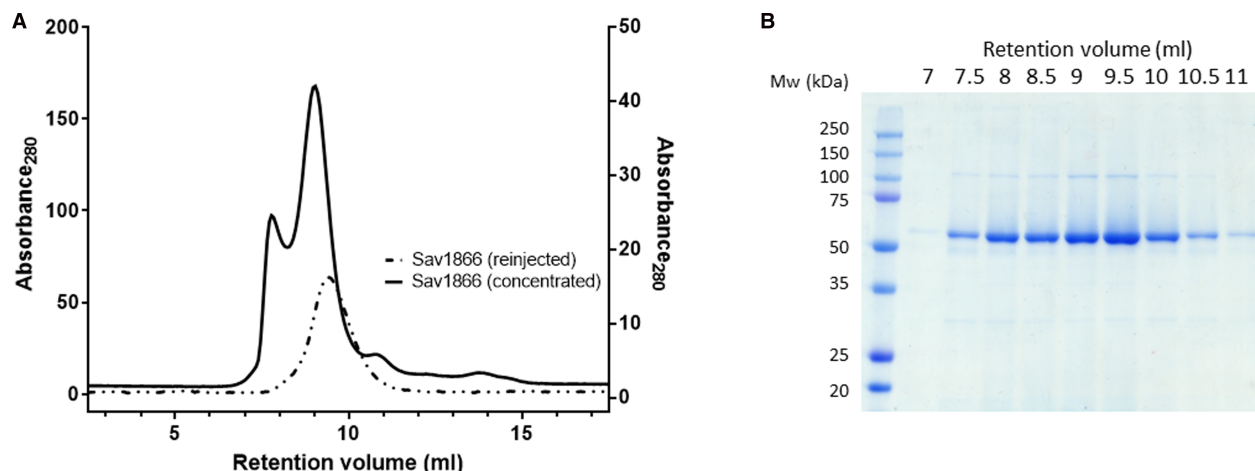 A
200
150
100
50
0
Absorbance280
50
40
30
20
10
0
Absorbance280
Sav1866 (reinjected)
Sav1866 (concentrated)
5 10 15
Retention volume (ml)
B
Retention volume (ml)
Mw (kDa) 7 7.5 8 8.5 9 9.5 10 10.5 11
250
150
100
75
50
35
25
20